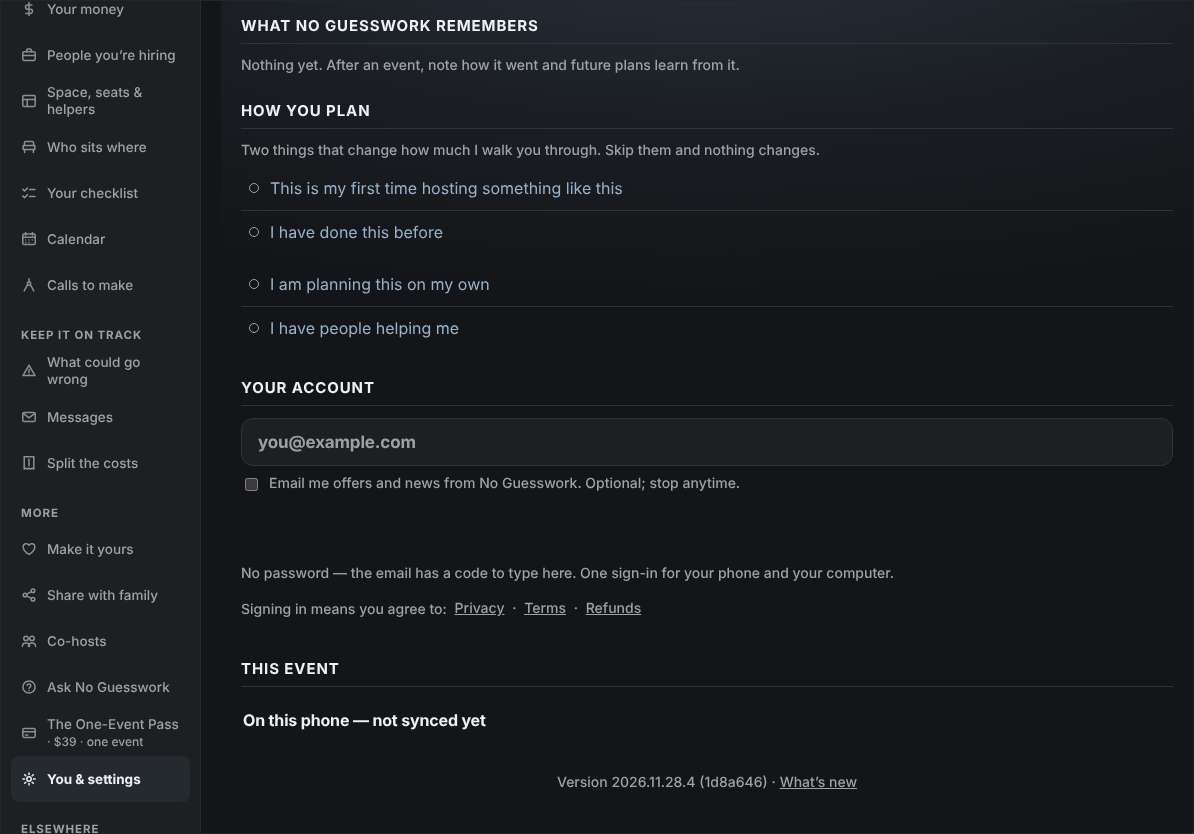 Your money
People you’re hiring
Space, seats &
helpers
Who sits where
Your checklist
Calendar
Calls to make
KEEP IT ON TRACK
What could go
wrong
Messages
Split the costs
MORE
Make it yours
Share with family
Co-hosts
Ask No Guesswork
The One-Event Pass
· $39 · one event
You & settings
ELSEWHERE
WHAT NO GUESSWORK REMEMBERS
Nothing yet. After an event, note how it went and future plans learn from it.
HOW YOU PLAN
Two things that change how much I walk you through. Skip them and nothing changes.
This is my first time hosting something like this
I have done this before
I am planning this on my own
I have people helping me
YOUR ACCOUNT
you@example.com
Email me offers and news from No Guesswork. Optional; stop anytime.
No password — the email has a code to type here. One sign-in for your phone and your computer.
Signing in means you agree to: Privacy · Terms · Refunds
THIS EVENT
On this phone — not synced yet
Version 2026.11.28.4 (1d8a646) · What’s new